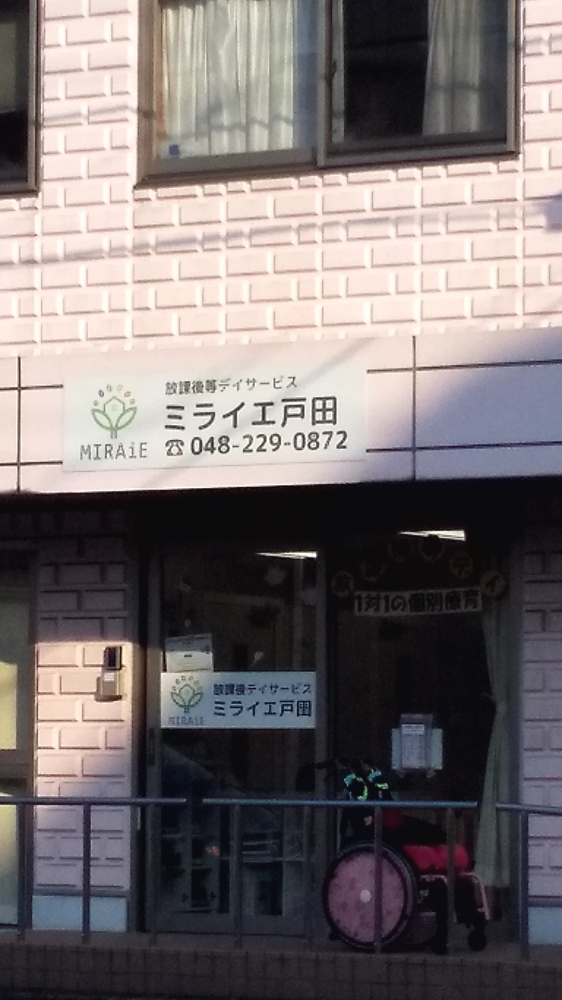 放課後等デイサービス
ミライエ戸田
MIRAiE
☎048-229-0872
1対1の個別療育
放課後デイサービス
ミライエ戸田
MIRAiE